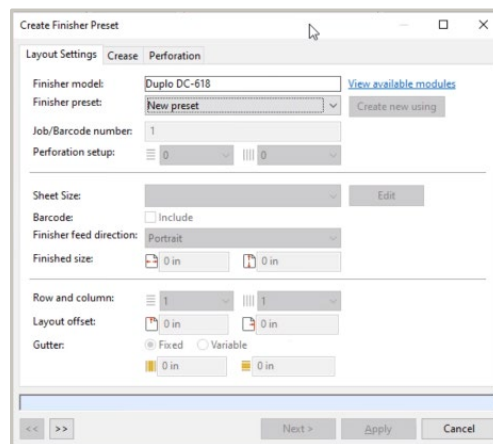 Create Finisher Preset
Layout Settings Crease Perforation
Finisher model: Duplo DC-618 View available modules
Finisher preset: New preset Create new using
Job/Barcode number: 1
Perforation setup: 0 0
Sheet Size: Edit
Barcode: Include
Finisher feed direction: Portrait
Finished size: 0 in 0 in
Row and column: 1 1
Layout offset: 0 in 0 in
Gutter: Fixed Variable
0 in 0 in
<< >> Next > Apply Cancel